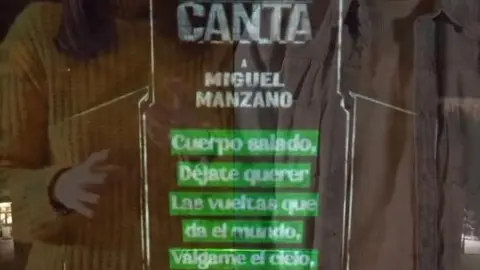 CANTA
A
MIGUEL
MANZANO
Cuerpo salado,
Déjate querer
Las vueltas que
da el mundo,
Válgame el cielo,